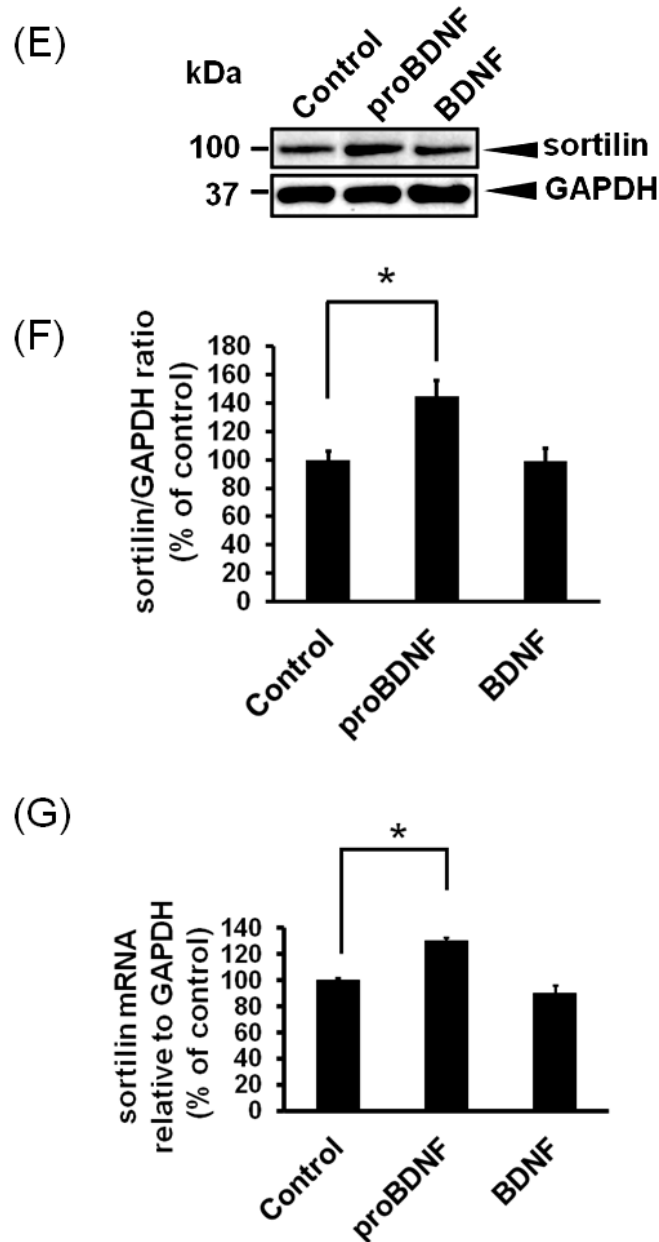 (E)
kDa
Control
proBDNF
BDNF
100
sortilin
37
GAPDH
(F)
*
sortilin/GAPDH ratio
(% of control)
180
160
140
120
100
80
60
40
20
0
Control
proBDNF
BDNF
(G)
*
sortilin mRNA
relative to GAPDH
(% of control)
140
120
100
80
60
40
20
0
Control
proBDNF
BDNF